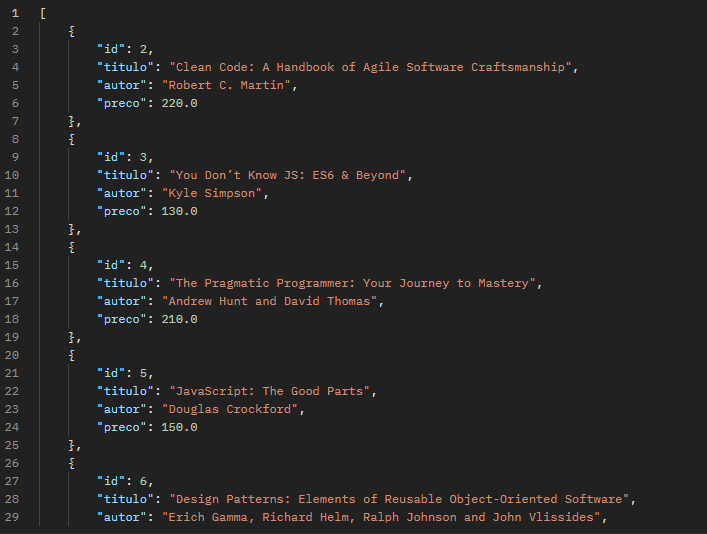 1 [
2 {
3 "id": 2,
4 "titulo": "Clean Code: A Handbook of Agile Software Craftsmanship",
5 "autor": "Robert C. Martin",
6 "preco": 220.0
7 },
8 {
9 "id": 3,
10 "titulo": "You Don’t Know JS: ES6 & Beyond",
11 "autor": "Kyle Simpson",
12 "preco": 130.0
13 },
14 {
15 "id": 4,
16 "titulo": "The Pragmatic Programmer: Your Journey to Mastery",
17 "autor": "Andrew Hunt and David Thomas",
18 "preco": 210.0
19 },
20 {
21 "id": 5,
22 "titulo": "JavaScript: The Good Parts",
23 "autor": "Douglas Crockford",
24 "preco": 150.0
25 },
26 {
27 "id": 6,
28 "titulo": "Design Patterns: Elements of Reusable Object-Oriented Software",
29 "autor": "Erich Gamma, Richard Helm, Ralph Johnson and John Vlissides",